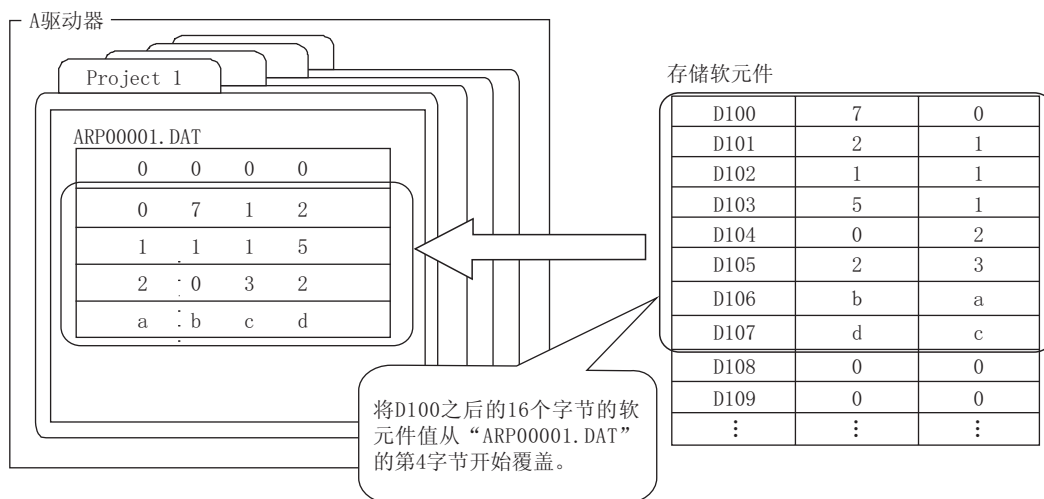 A驱动器
Project 1
ARP00001.DAT
0 0 0 0
0 7 1 2
1 1 1 5
2 0 3 2
a b c d
存储软元件
D100 7 0
D101 2 1
D102 1 1
D103 5 1
D104 0 2
D105 2 3
D106 b a
D107 d c
D108 0 0
D109 0 0
⋮ ⋮ ⋮
将D100之后的16个字节的软
元件值从“ARP00001.DAT”
的第4字节开始覆盖。